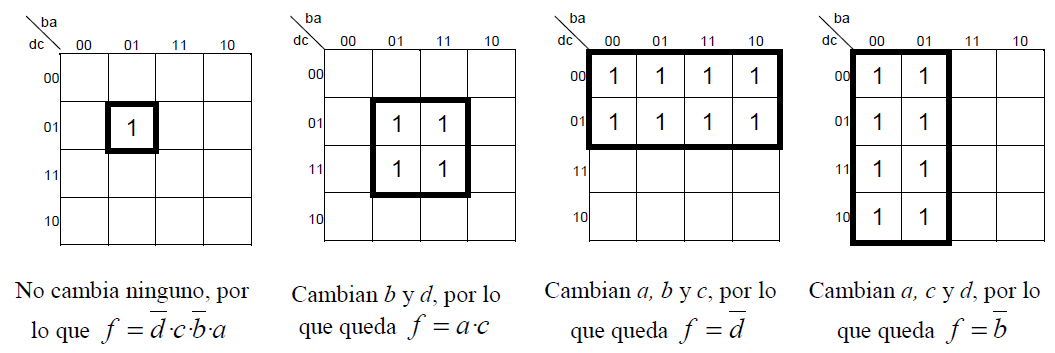 ba
dc 00 01 11 10
00
01 1
11
10
No cambia ninguno, por
lo que f = d̅·c·b̅·a
ba
dc 00 01 11 10
00
01 1 1
11 1 1
10
Cambian b y d, por lo
que queda f = a·c
ba
dc 00 01 11 10
00 1 1 1 1
01 1 1 1 1
11
10
Cambian a, b y c, por lo
que queda f = d̅
ba
dc 00 01 11 10
00 1 1
01 1 1
11 1 1
10 1 1
Cambian a, c y d, por lo
que queda f = b̅